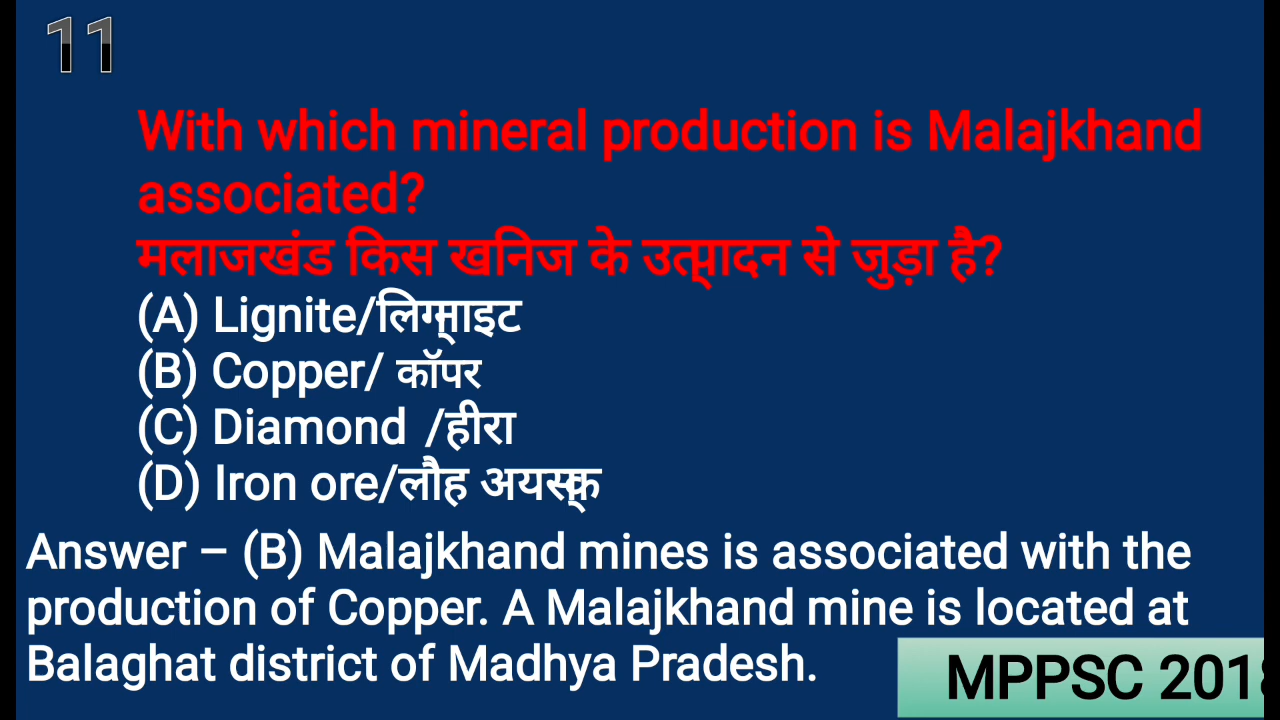 11
With which mineral production is Malajkhand
associated?
मलाजखंड किस खनिज के उत्पादन से जुड़ा है?
(A) Lignite/लिग्नाइट
(B) Copper/ कॉपर
(C) Diamond /हीरा
(D) Iron ore/लौह अयस्क
Answer – (B) Malajkhand mines is associated with the
production of Copper. A Malajkhand mine is located at
Balaghat district of Madhya Pradesh.
MPPSC 2018